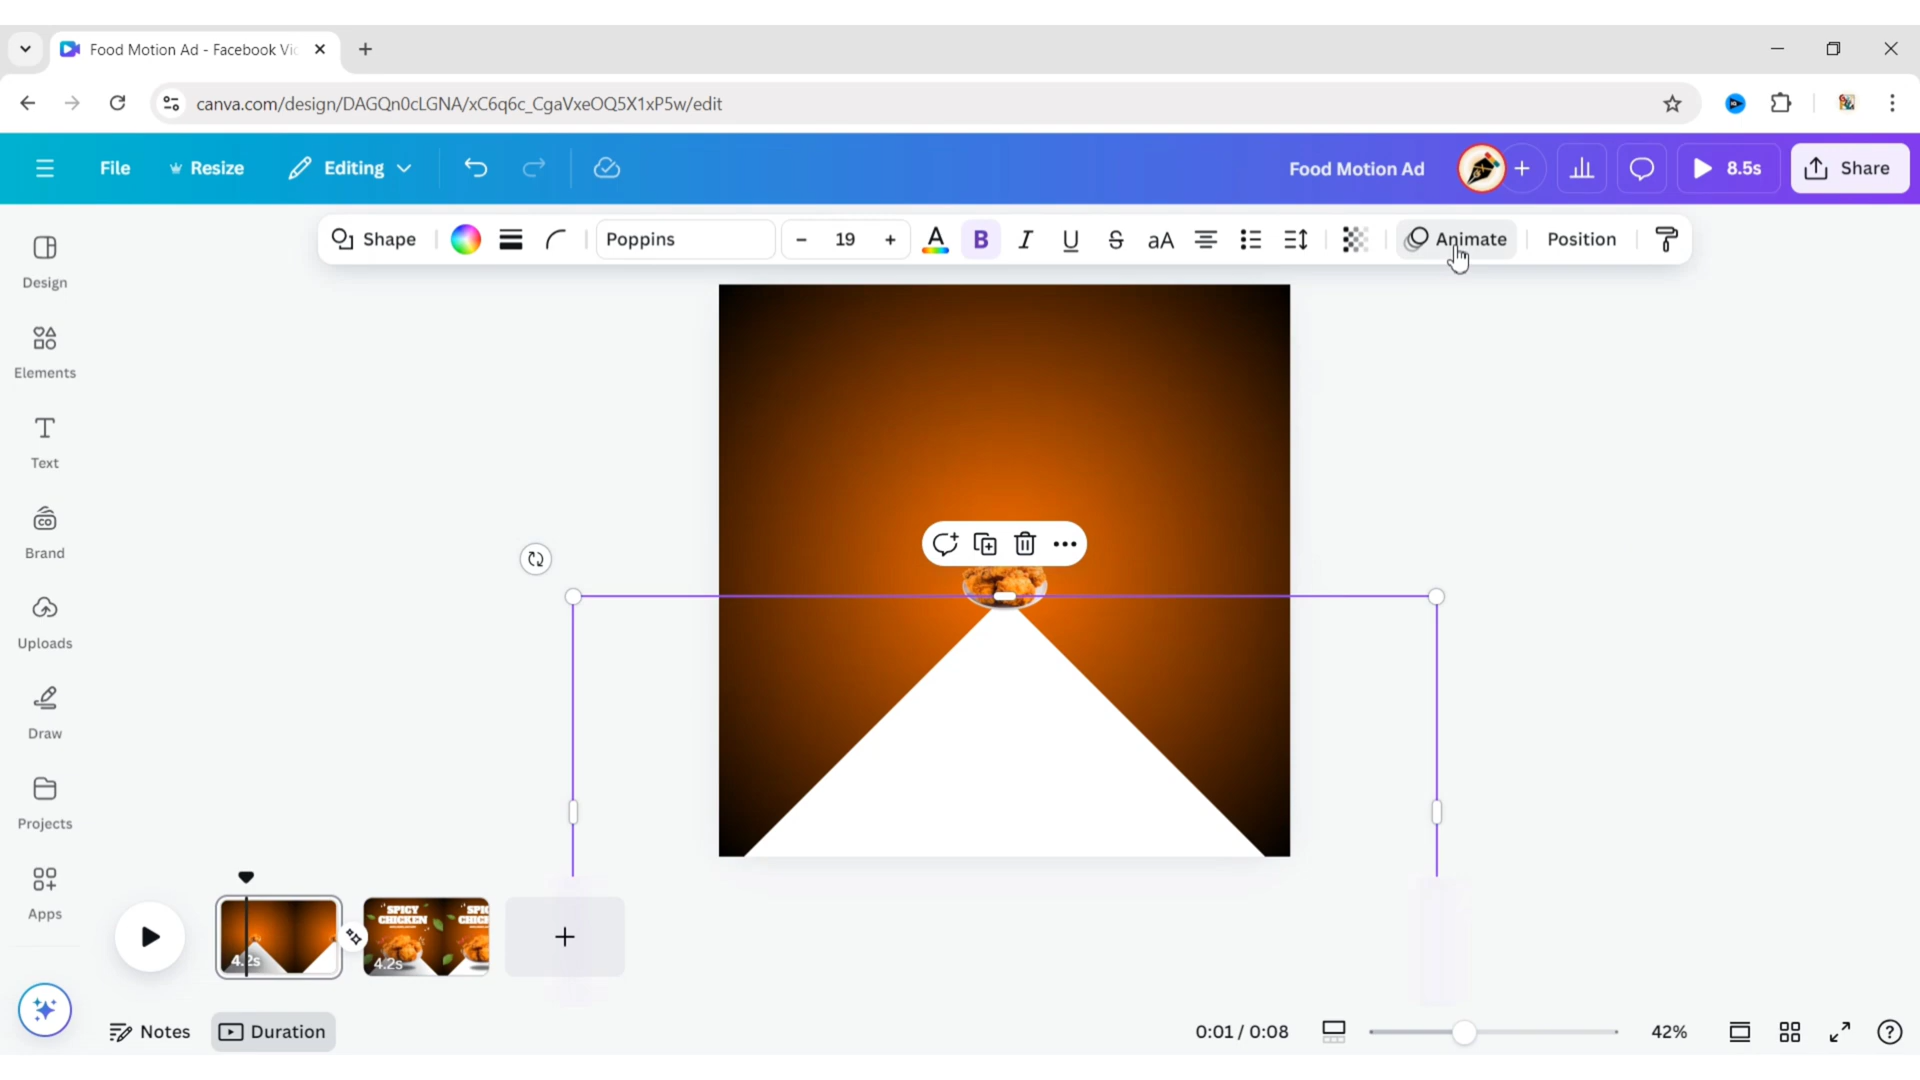 Food Motion Ad - Facebook Vic
canva.com/design/DAGQn0cLGNA/xC6q6c_CgaVxeOQ5X1xP5w/edit
File Resize Editing Food Motion Ad 8.5s Share
Shape Poppins - 19 + A B I U S aA Animate Position
Design
Elements
Text
Brand
Uploads
Draw
Projects
Apps
4.2s
SPICY
CHICKEN
4.2s
Notes Duration 0:01 / 0:08 42%